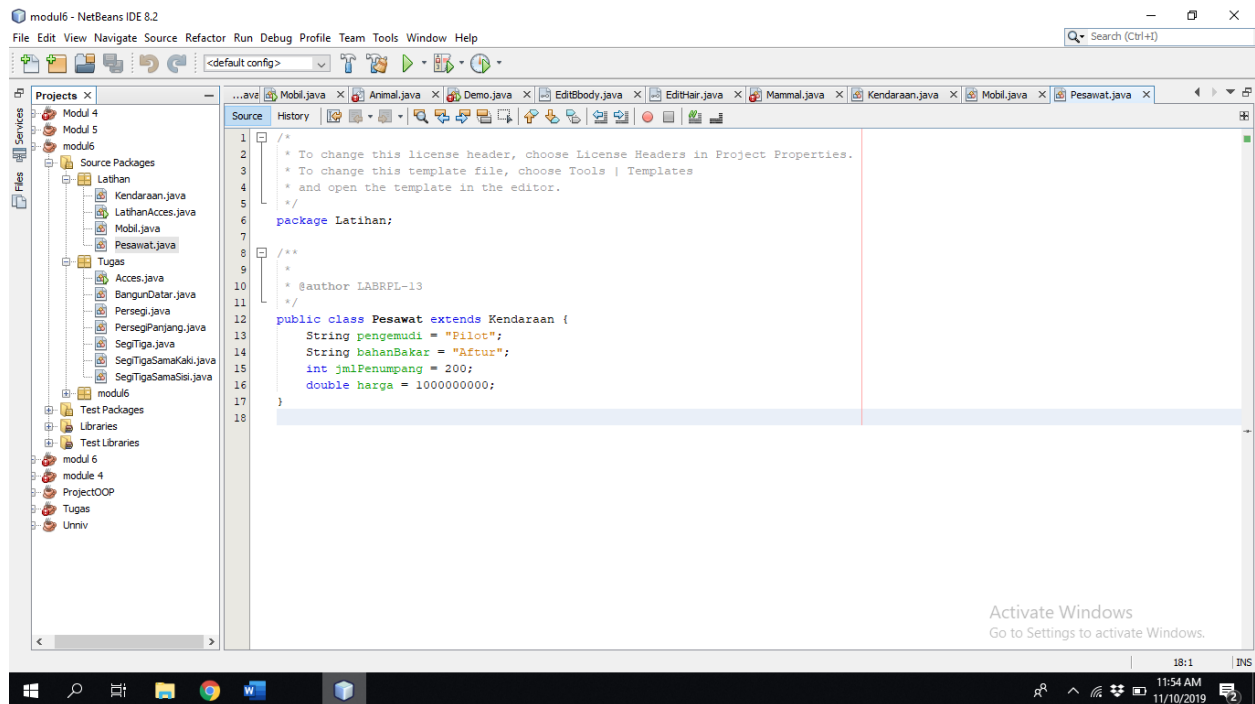 modul6 - NetBeans IDE 8.2
File Edit View Navigate Source Refactor Run Debug Profile Team Tools Window Help
Search (Ctrl+I)
<default config>
Projects
...ava Mobil.java Animal.java Demo.java EditBbody.java EditHair.java Mammal.java Kendaraan.java Mobil.java Pesawat.java
Services
Files
Modul 4
Modul 5
modul6
Source Packages
Latihan
Kendaraan.java
LatihanAcces.java
Mobil.java
Pesawat.java
Tugas
Acces.java
BangunDatar.java
Persegi.java
PersegiPanjang.java
SegiTiga.java
SegiTigaSamaKaki.java
SegiTigaSamaSisi.java
modul6
Test Packages
Libraries
Test Libraries
modul 6
module 4
ProjectOOP
Tugas
Unniv
Source History
1 /*
2 * To change this license header, choose License Headers in Project Properties.
3 * To change this template file, choose Tools | Templates
4 * and open the template in the editor.
5 */
6 package Latihan;
7
8 /**
9 *
10 * @author LABRPL-13
11 */
12 public class Pesawat extends Kendaraan {
13 String pengemudi = "Pilot";
14 String bahanBakar = "Aftur";
15 int jmlPenumpang = 200;
16 double harga = 1000000000;
17 }
18
Activate Windows
Go to Settings to activate Windows.
18:1 INS
11:54 AM
11/10/2019
2